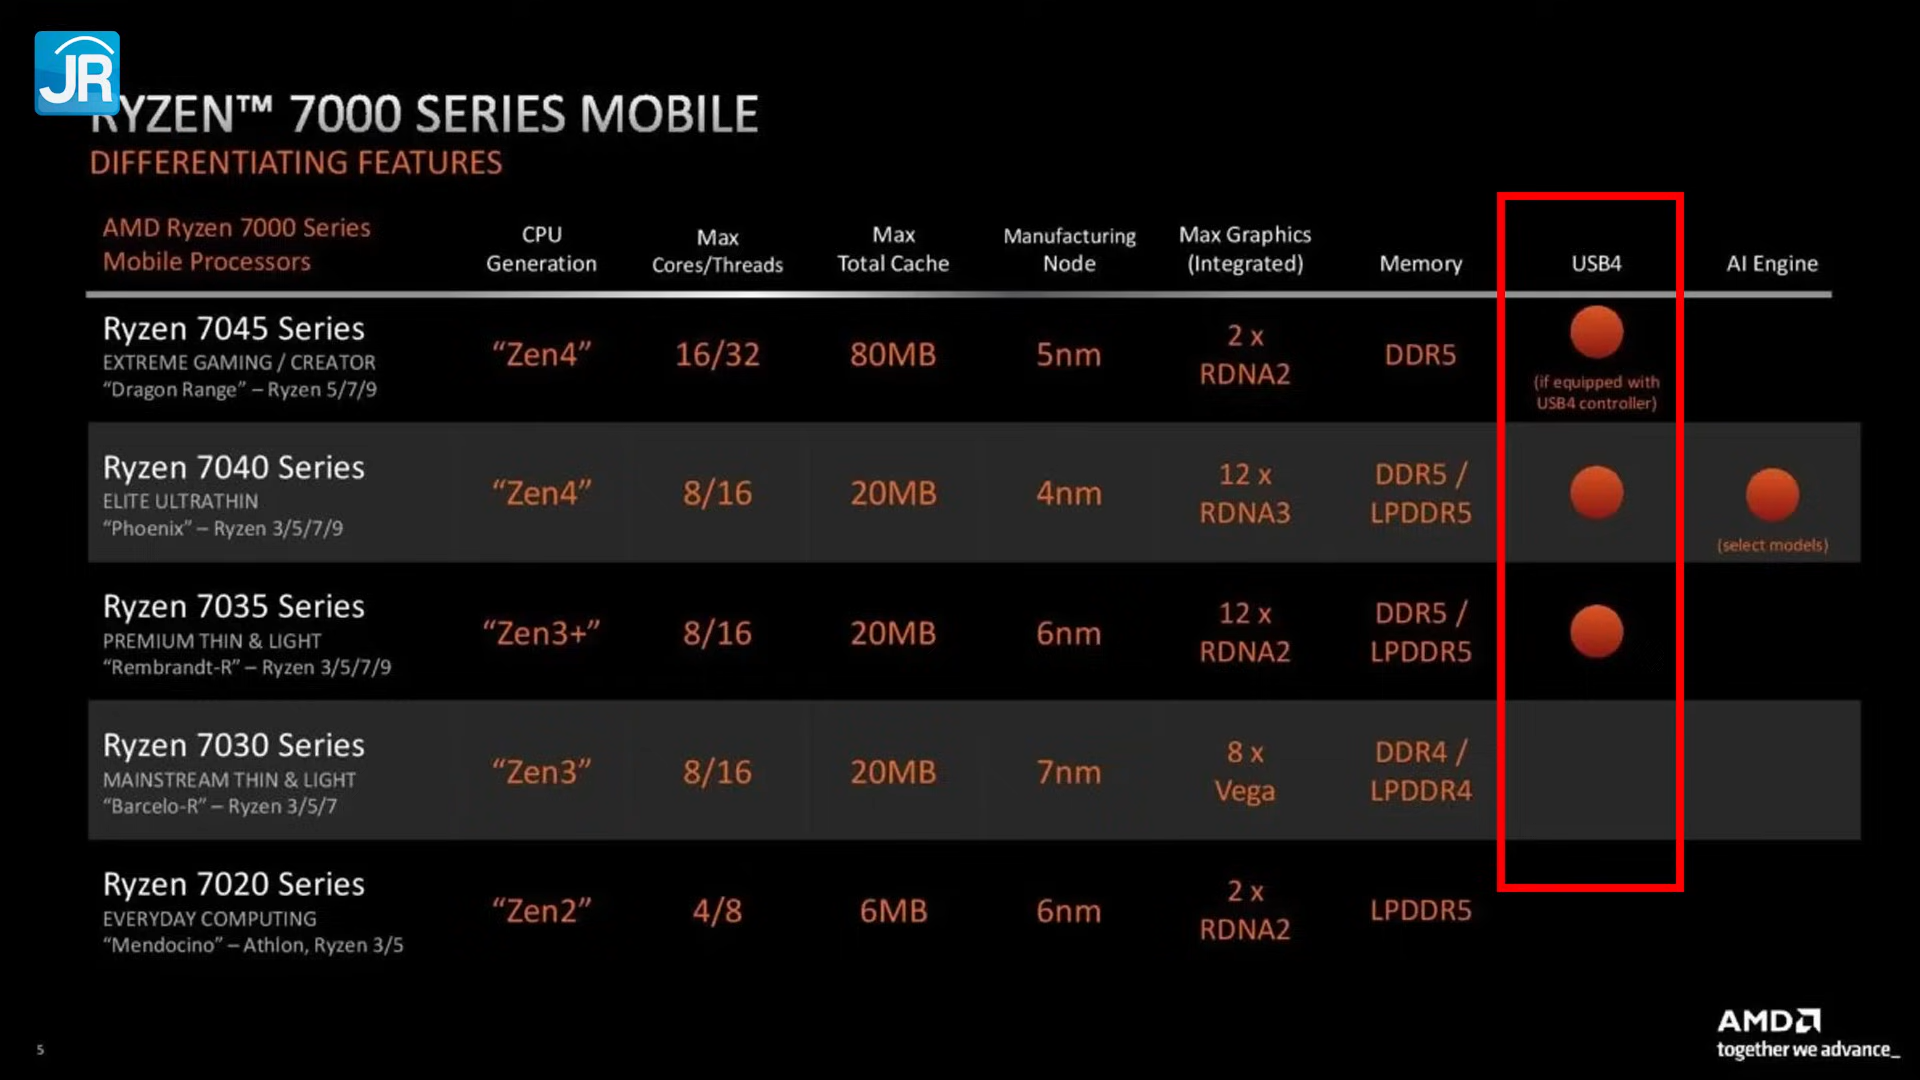 JR
RYZEN™ 7000 SERIES MOBILE
DIFFERENTIATING FEATURES
AMD Ryzen 7000 Series
Mobile Processors
CPU
Generation
Max
Cores/Threads
Max
Total Cache
Manufacturing
Node
Max Graphics
(Integrated)
Memory
USB4
AI Engine
Ryzen 7045 Series
EXTREME GAMING / CREATOR
“Dragon Range” – Ryzen 5/7/9
“Zen4”
16/32
80MB
5nm
2 x
RDNA2
DDR5
(if equipped with
USB4 controller)
Ryzen 7040 Series
ELITE ULTRATHIN
“Phoenix” – Ryzen 3/5/7/9
“Zen4”
8/16
20MB
4nm
12 x
RDNA3
DDR5 /
LPDDR5
(select models)
Ryzen 7035 Series
PREMIUM THIN & LIGHT
“Rembrandt-R” – Ryzen 3/5/7/9
“Zen3+”
8/16
20MB
6nm
12 x
RDNA2
DDR5 /
LPDDR5
Ryzen 7030 Series
MAINSTREAM THIN & LIGHT
“Barcelo-R” – Ryzen 3/5/7
“Zen3”
8/16
20MB
7nm
8 x
Vega
DDR4 /
LPDDR4
Ryzen 7020 Series
EVERYDAY COMPUTING
“Mendocino” – Athlon, Ryzen 3/5
“Zen2”
4/8
6MB
6nm
2 x
RDNA2
LPDDR5
5
AMD
together we advance_